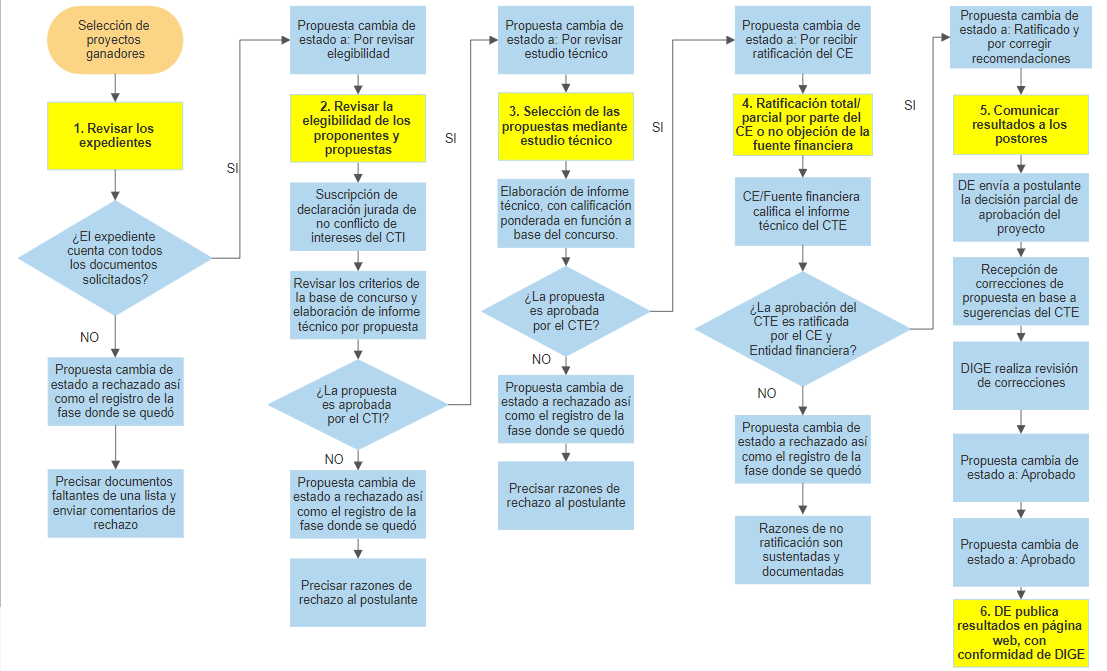 Selección de
proyectos
ganadores
1. Revisar los
expedientes
¿El expediente
cuenta con todos
los documentos
solicitados?
SI
NO
Propuesta cambia de
estado a rechazado así
como el registro de la
fase donde se quedó
Precisar documentos
faltantes de una lista y
enviar comentarios de
rechazo
Propuesta cambia de
estado a: Por revisar
elegibilidad
2. Revisar la
elegibilidad de los
proponentes y
propuestas
Suscripción de
declaración jurada de
no conflicto de
intereses del CTI
Revisar los criterios de
la base de concurso y
elaboración de informe
técnico por propuesta
¿La propuesta
es aprobada
por el CTI?
SI
NO
Propuesta cambia de
estado a rechazado así
como el registro de la
fase donde se quedó
Precisar razones de
rechazo al postulante
Propuesta cambia de
estado a: Por revisar
estudio técnico
3. Selección de las
propuestas mediante
estudio técnico
Elaboración de informe
técnico, con calificación
ponderada en función a
base del concurso.
¿La propuesta
es aprobada
por el CTE?
SI
NO
Propuesta cambia de
estado a rechazado así
como el registro de la
fase donde se quedó
Precisar razones de
rechazo al postulante
Propuesta cambia de
estado a: Por recibir
ratificación del CE
4. Ratificación total/
parcial por parte del
CE o no objeción de la
fuente financiera
CE/Fuente financiera
califica el informe
técnico del CTE
¿La aprobación del
CTE es ratificada
por el CE y
Entidad financiera?
SI
NO
Propuesta cambia de
estado a rechazado así
como el registro de la
fase donde se quedó
Razones de no
ratificación son
sustentadas y
documentadas
Propuesta cambia de
estado a: Ratificado y
por corregir
recomendaciones
5. Comunicar
resultados a los
postores
DE envía a postulante
la decisión parcial de
aprobación del
proyecto
Recepción de
correcciones de
propuesta en base a
sugerencias del CTE
DIGE realiza revisión
de correcciones
Propuesta cambia de
estado a: Aprobado
Propuesta cambia de
estado a: Aprobado
6. DE publica
resultados en página
web, con
conformidad de DIGE